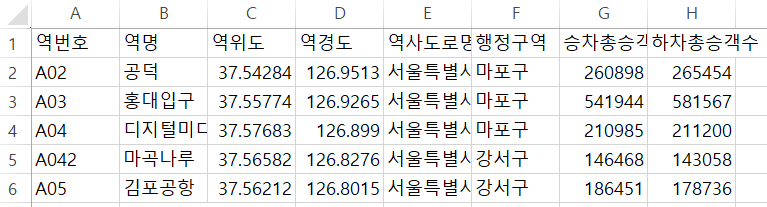 A B C D E F G H
1 역번호 역명 역위도 역경도 역사도로명 행정구역 승차총승객 하차총승객수
2 A02 공덕 37.54284 126.9513 서울특별시 마포구 260898 265454
3 A03 홍대입구 37.55774 126.9265 서울특별시 마포구 541944 581567
4 A04 디지털미디 37.57683 126.899 서울특별시 마포구 210985 211200
5 A042 마곡나루 37.56582 126.8276 서울특별시 강서구 146468 143058
6 A05 김포공항 37.56212 126.8015 서울특별시 강서구 186451 178736